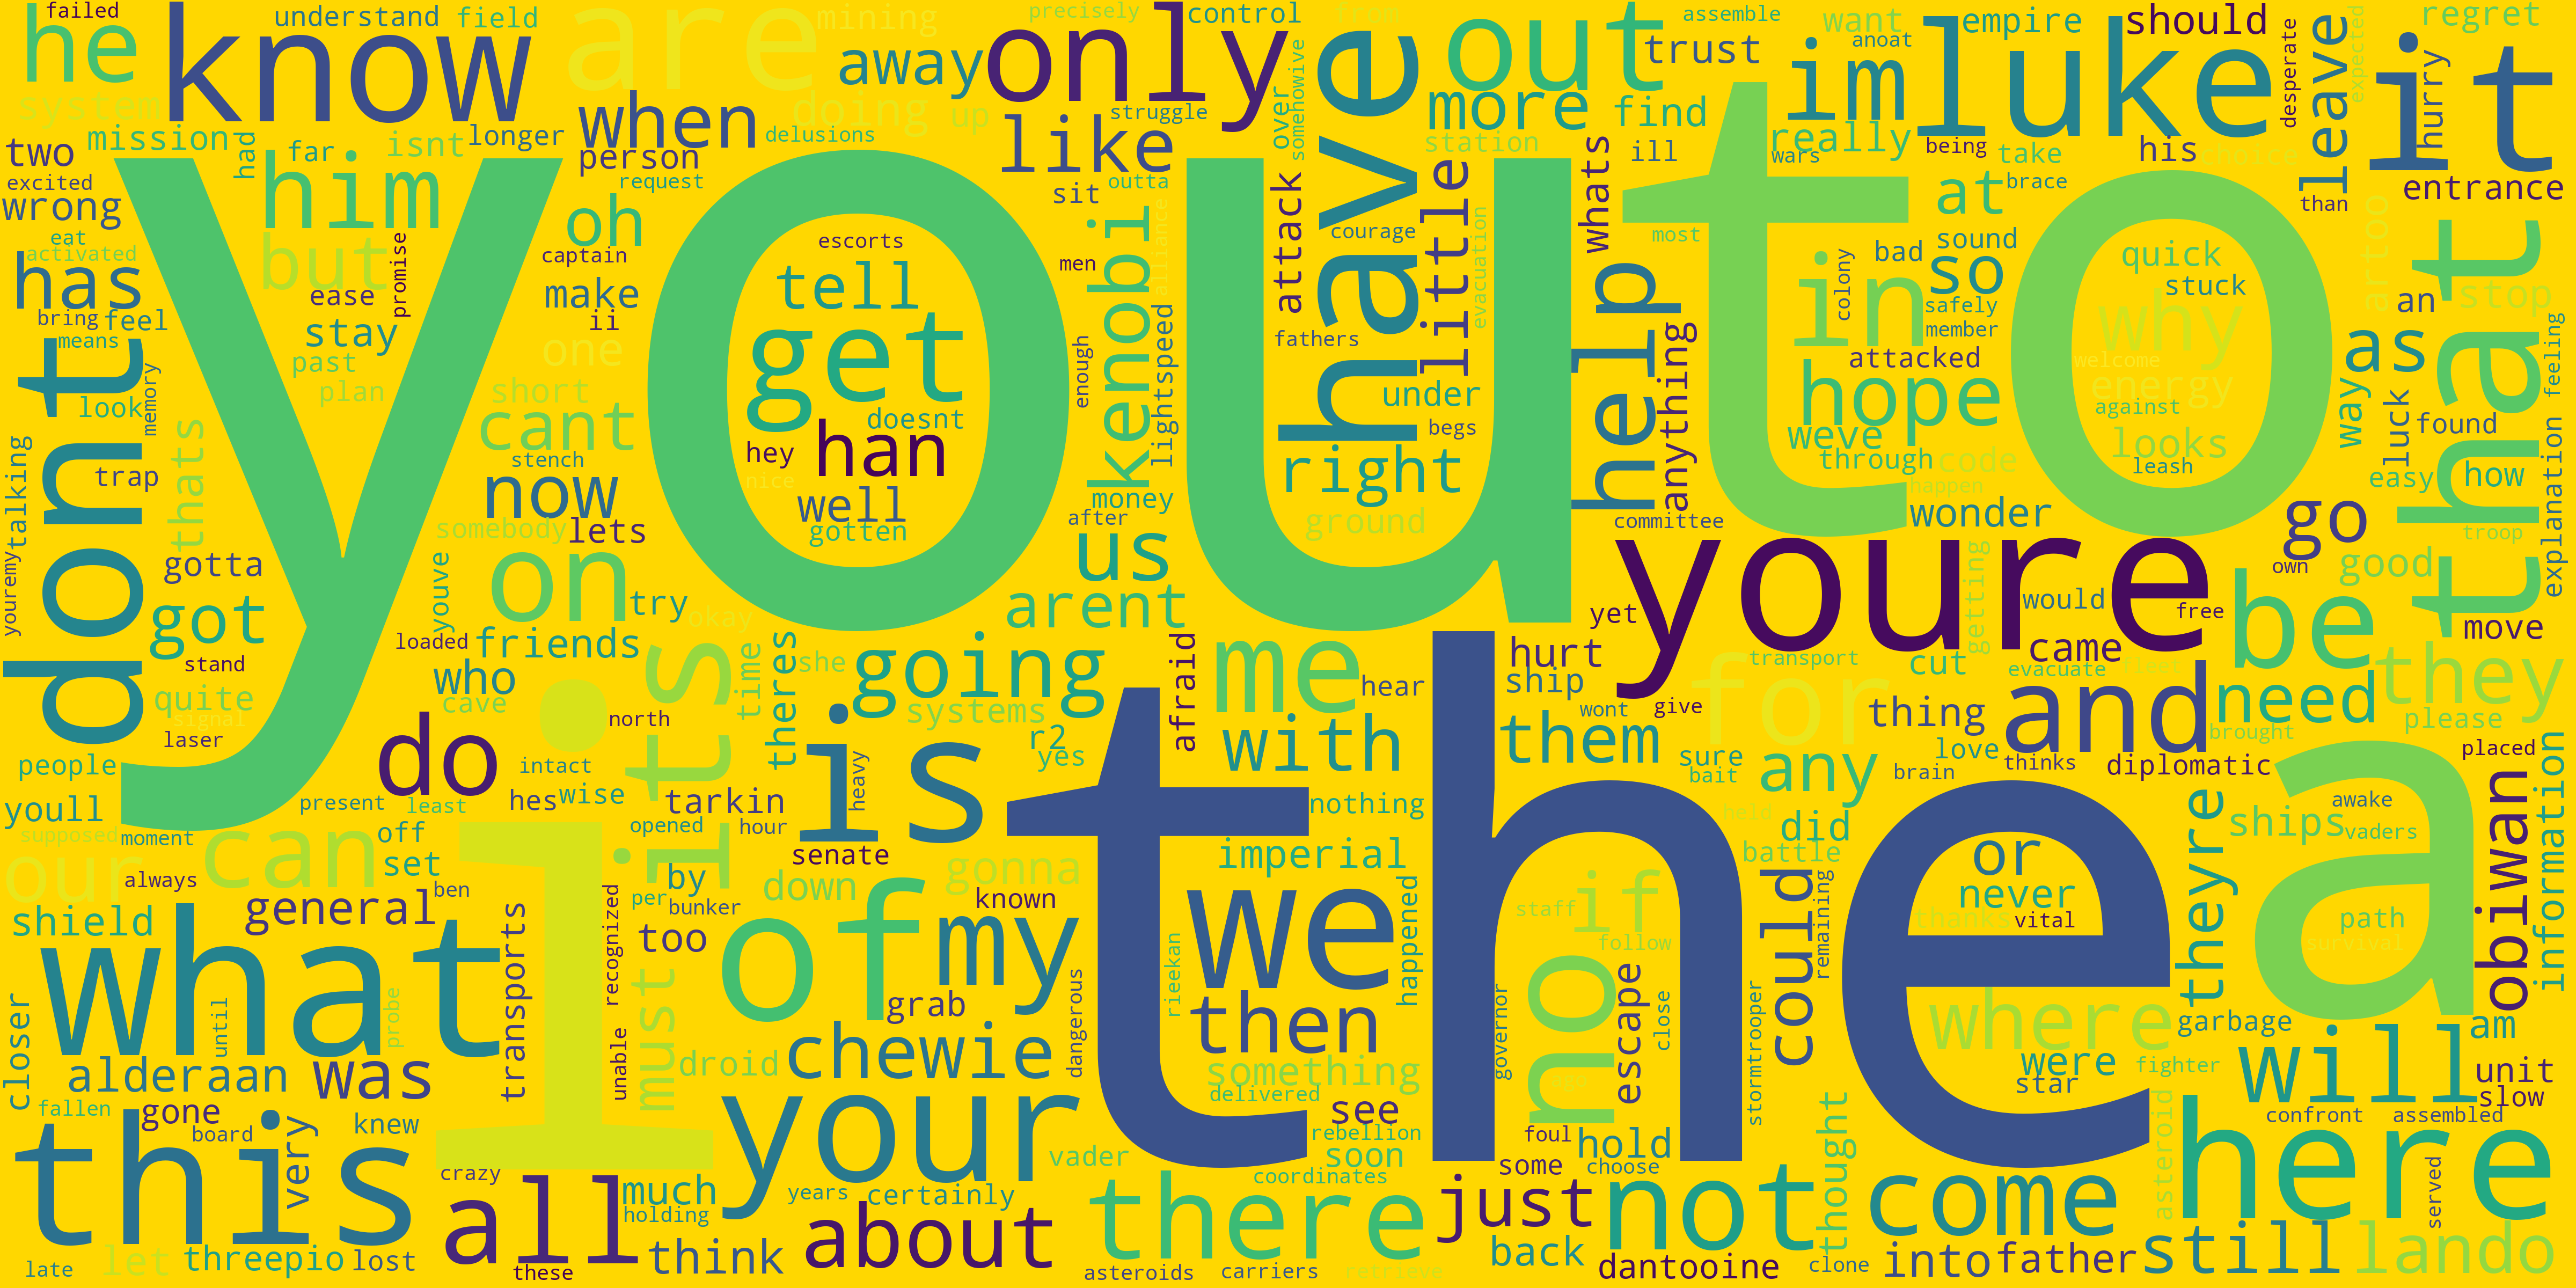 you
the
to
i
a
know
are
only
have
out
luke
it
im
he
failed
understand
field
mining
precisely
control
from
assemble
want
anoat
empire
should
regret
system
mission
had
far
isnt
longer
when
person
request
delusions
doing
up
away
like
struggle
over
somehowive
more
find
trust
station
really
wars
being
take
his
choice
desperate
leave
expected
hurry
entrance
than
two
excited
wrong
eat
activated
has
bring
feel
means
him
but
ease
promise
stay
past
plan
oh
captain
make
ii
one
short
cant
stench
now
somebody
lets
escorts
tell
get
doesnt
han
hey
nice
well
gotten
sit
outta
men
kenobi
alliance
lightspeed
enough
money
after
us
arent
attack
courage
fathers
little
evacuation
under
begs
right
ground
whats
ill
help
anything
most
committee
at
brace
bad
sound
so
colony
safely
member
in
attacked
hope
weve
through
code
happen
wonder
looks
leash
quick
stuck
why
welcome
energy
against
artoo
an
stop
as
way
luck
found
easy
how
that
feeling
explanation
troop
go
own
good
move
dont
look
memory
trap
thats
talking
youremy
gotta
got
stand
quite
signal
laser
youve
on
try
okay
loaded
friends
who
cave
its
time
she
theres
going
systems
north
afraid
me
hear
r2
yes
with
hurt
yet
ship
wont
give
them
youre
transport
for
getting
cut
would
evacuate
fleet
came
free
be
and
need
they
please
brought
thing
love
sure
bait
any
brain
thinks
diplomatic
placed
people
youll
supposed
moment
present
least
do
intact
hes
wise
tarkin
is
heavy
opened
hour
senate
our
can
off
set
always
general
ben
shield
by
per
bunker
down
gonna
known
too
recognized
unable
must
of
my
grab
dangerous
imperial
nothing
we
happened
rieekan
then
something
delivered
see
rebellion
soon
held
did
battle
if
staff
follow
no
escape
close
governor
stormtrooper
could
remaining
or
never
thanks
vital
where
were
star
fighter
theyre
ships
vaders
awake
path
survival
garbage
obiwan
information
am
will
unit
slow
confront
assembled
what
until
probe
transports
closer
alderaan
was
fallen
gone
board
knew
very
this
droid
chewie
your
crazy
all
much
holding
these
think
years
certainly
about
vader
there
coordinates
asteroids
carriers
retrieve
foul
some
hold
choose
just
back
not
dantooine
thought
clone
come
into
father
asteroid
here
served
still
lando
late
let
threepio
lost